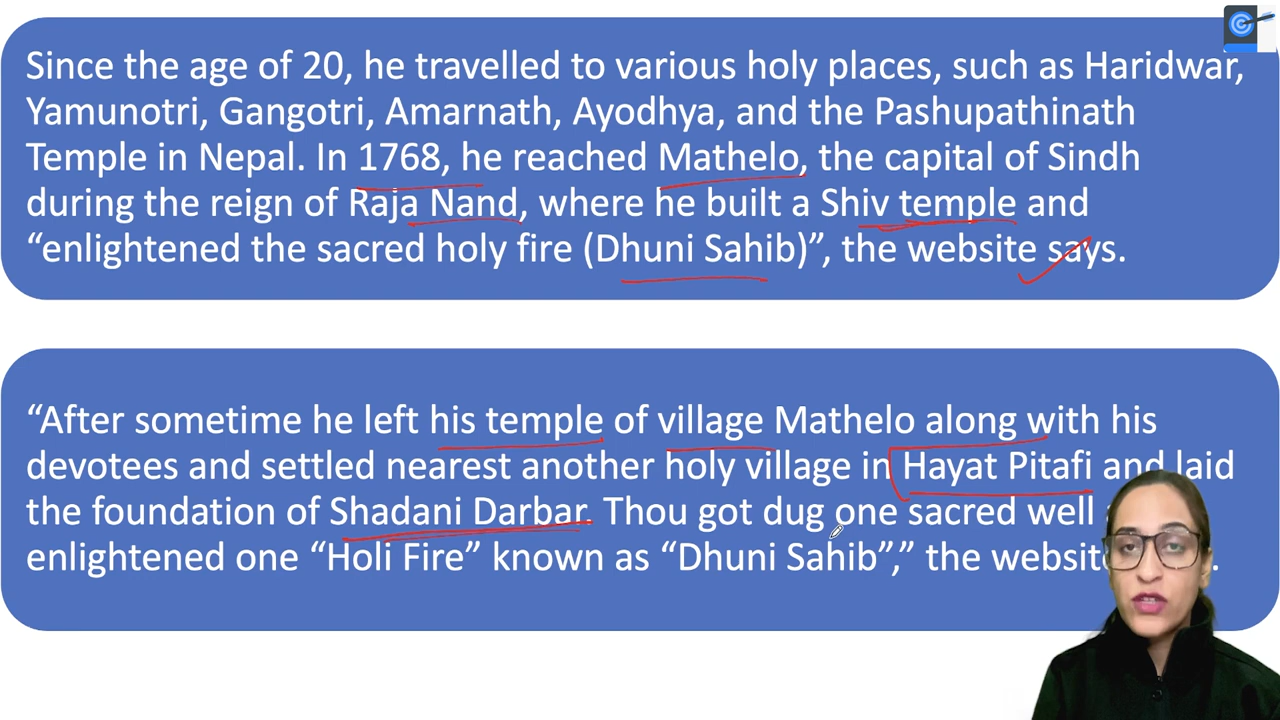 Since the age of 20, he travelled to various holy places, such as Haridwar,
Yamunotri, Gangotri, Amarnath, Ayodhya, and the Pashupathinath
Temple in Nepal. In 1768, he reached Mathelo, the capital of Sindh
during the reign of Raja Nand, where he built a Shiv temple and
“enlightened the sacred holy fire (Dhuni Sahib)”, the website says.
“After sometime he left his temple of village Mathelo along with his
devotees and settled nearest another holy village in Hayat Pitafi and laid
the foundation of Shadani Darbar. Thou got dug one sacred well
enlightened one “Holi Fire” known as “Dhuni Sahib”,” the website